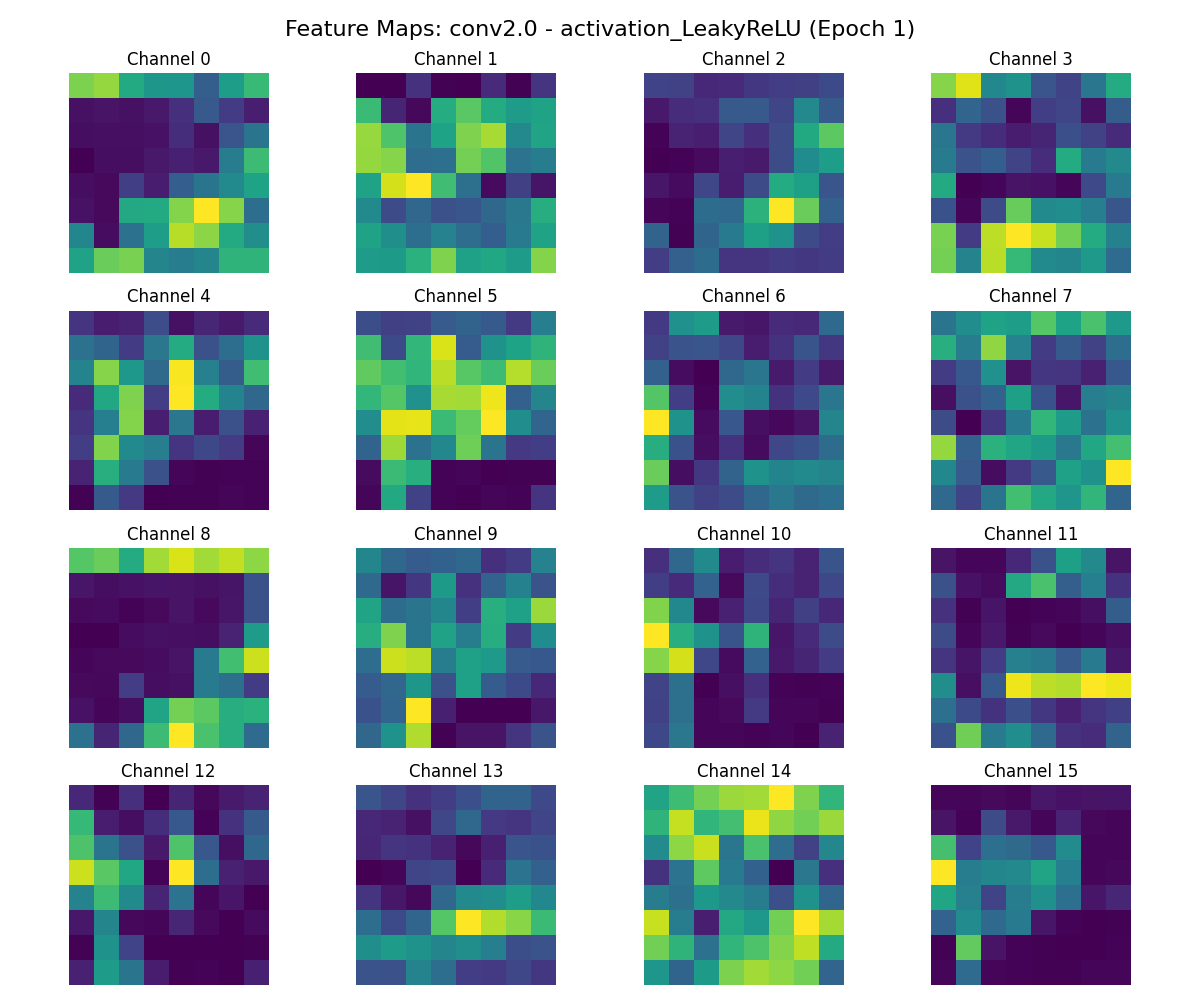 Feature Maps: conv2.0 - activation_LeakyReLU (Epoch 1)
Channel 0
Channel 1
Channel 2
Channel 3
Channel 4
Channel 5
Channel 6
Channel 7
Channel 8
Channel 9
Channel 10
Channel 11
Channel 12
Channel 13
Channel 14
Channel 15